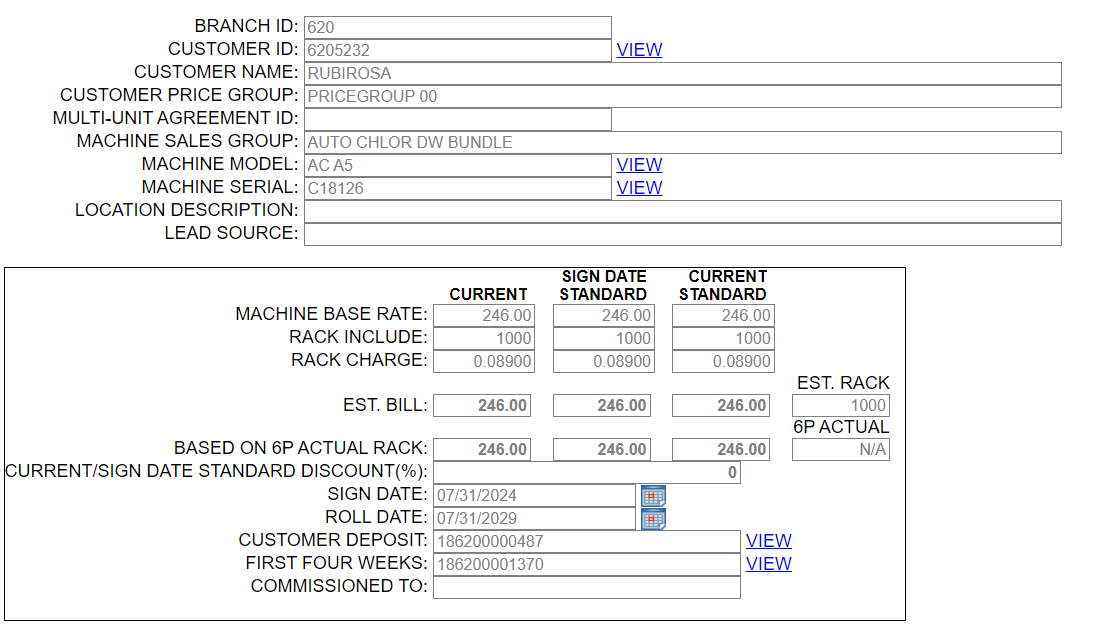 BRANCH ID: 620
CUSTOMER ID: 6205232 VIEW
CUSTOMER NAME: RUBIROSA
CUSTOMER PRICE GROUP: PRICEGROUP 00
MULTI-UNIT AGREEMENT ID:
MACHINE SALES GROUP: AUTO CHLOR DW BUNDLE
MACHINE MODEL: AC A5 VIEW
MACHINE SERIAL: C18126 VIEW
LOCATION DESCRIPTION:
LEAD SOURCE:
SIGN DATE CURRENT
CURRENT STANDARD STANDARD
MACHINE BASE RATE: 246.00 246.00 246.00
RACK INCLUDE: 1000 1000 1000
RACK CHARGE: 0.08900 0.08900 0.08900
EST. RACK
EST. BILL: 246.00 246.00 246.00 1000
6P ACTUAL
BASED ON 6P ACTUAL RACK: 246.00 246.00 246.00 N/A
CURRENT/SIGN DATE STANDARD DISCOUNT(%): 0
SIGN DATE: 07/31/2024
ROLL DATE: 07/31/2029
CUSTOMER DEPOSIT: 186200000487 VIEW
FIRST FOUR WEEKS: 186200001370 VIEW
COMMISSIONED TO: